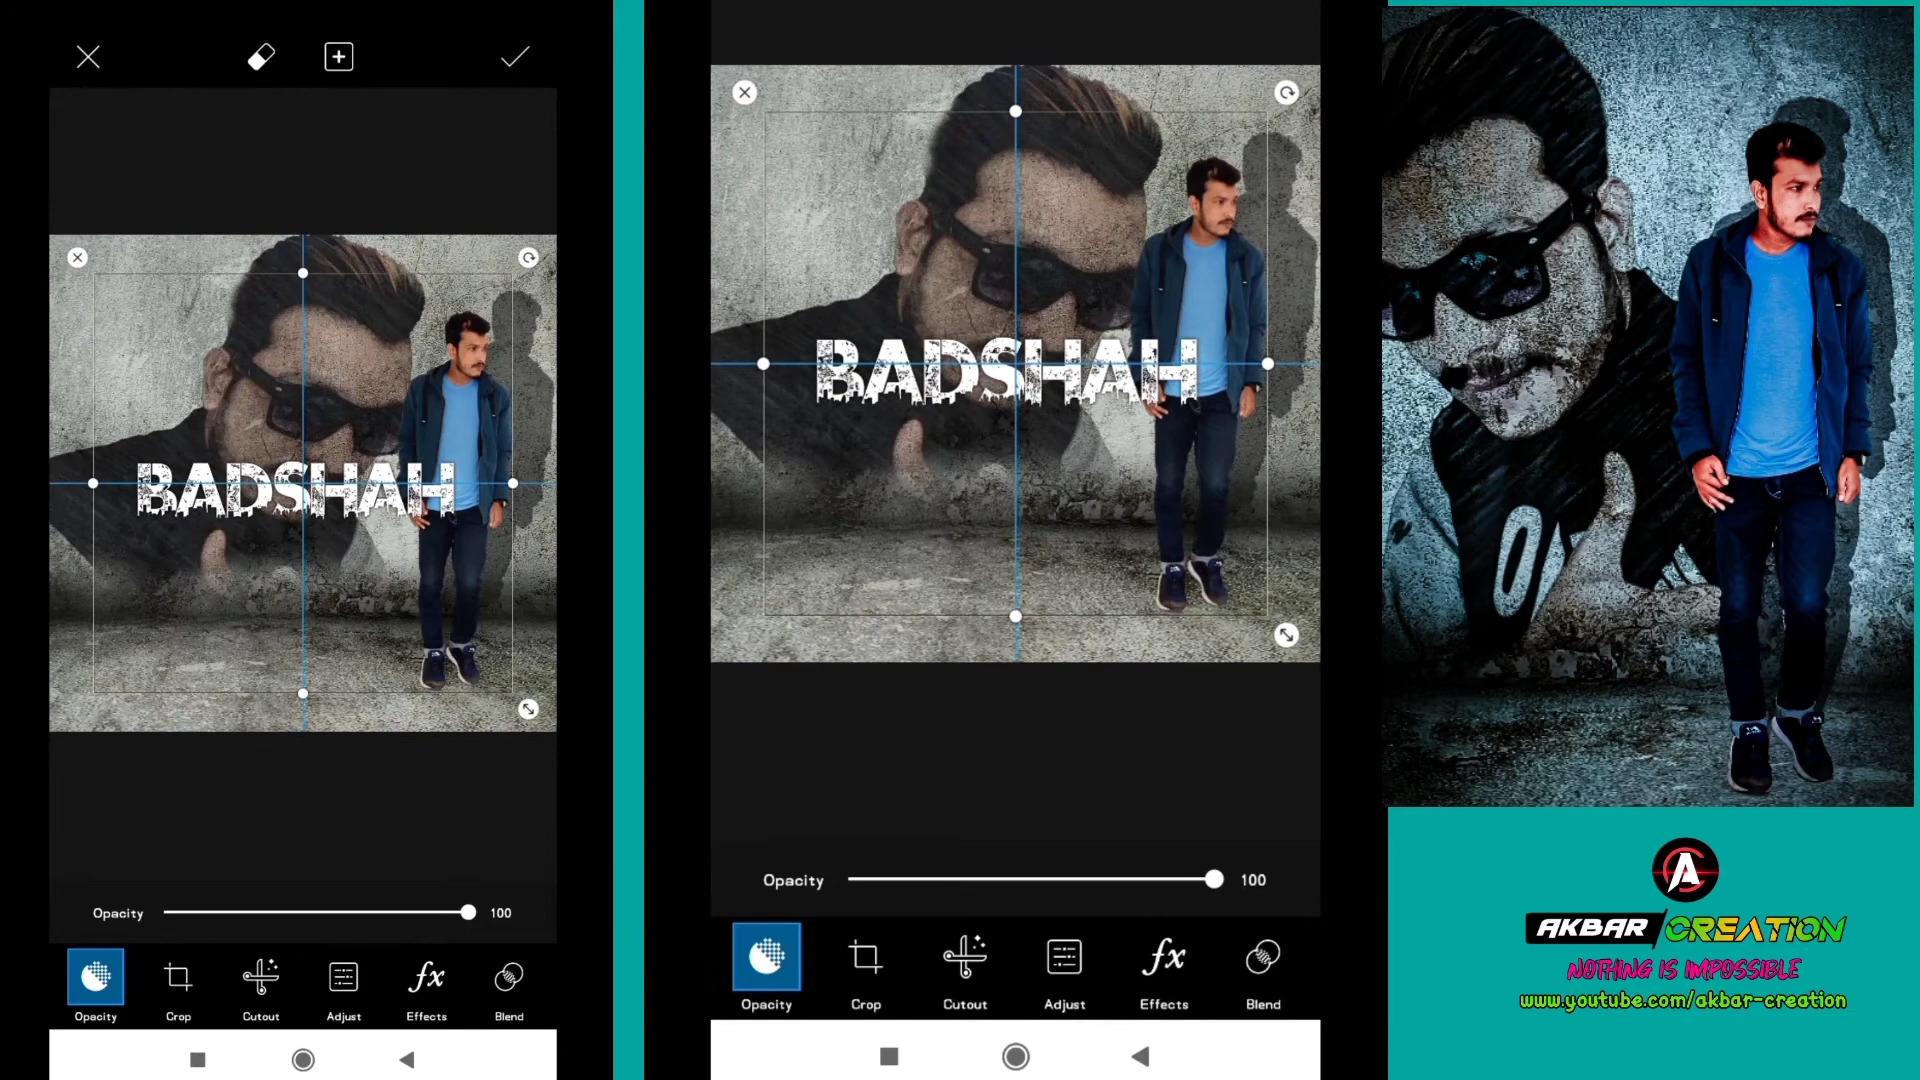 BADSHAH
Opacity 100
Opacity Crop Cutout Adjust Effects Blend
BADSHAH
Opacity 100
Opacity Crop Cutout Adjust Effects Blend
A
AKBAR CREATION
NOTHING IS IMPOSSIBLE
www.youtube.com/akbar-creation